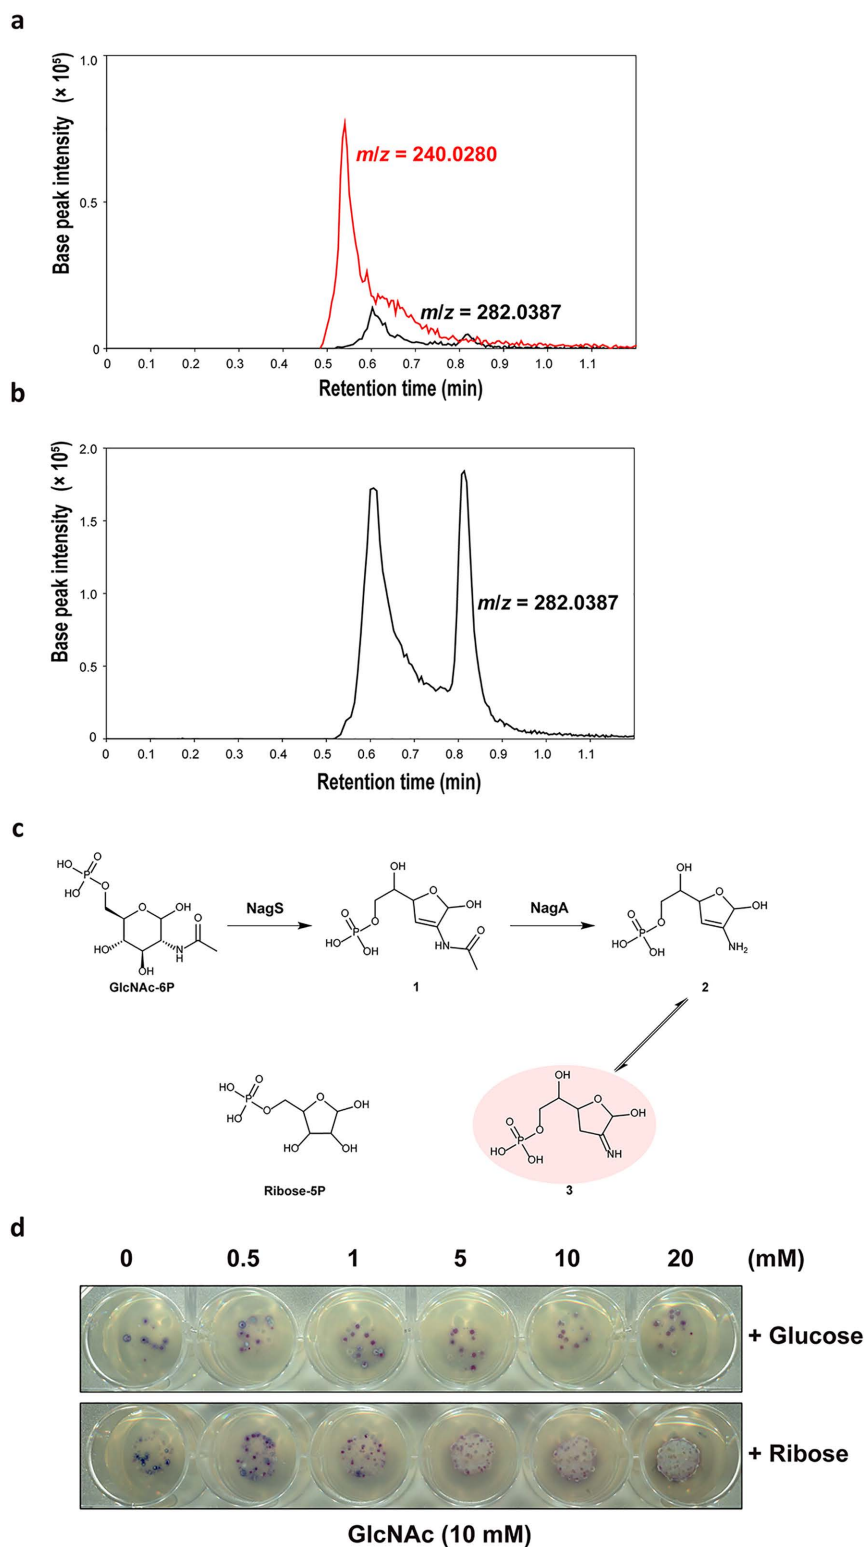 a
Base peak intensity (× 10⁵)
1.0
0.5
0
m/z = 240.0280
m/z = 282.0387
0 0.1 0.2 0.3 0.4 0.5 0.6 0.7 0.8 0.9 1.0 1.1
Retention time (min)
b
Base peak intensity (× 10⁵)
2.0
1.5
1.0
0.5
0
m/z = 282.0387
0 0.1 0.2 0.3 0.4 0.5 0.6 0.7 0.8 0.9 1.0 1.1
Retention time (min)
c
HO P O HO O O OH HO N H O OH
GlcNAc-6P
NagS
OH O OH O O P HO OH HN O
1
NagA
OH O OH O O P HO OH NH₂
2
HO O P HO O O OH HO OH
Ribose-5P
OH O OH O O P HO OH NH
3
d
0 0.5 1 5 10 20 (mM)
+ Glucose
+ Ribose
GlcNAc (10 mM)